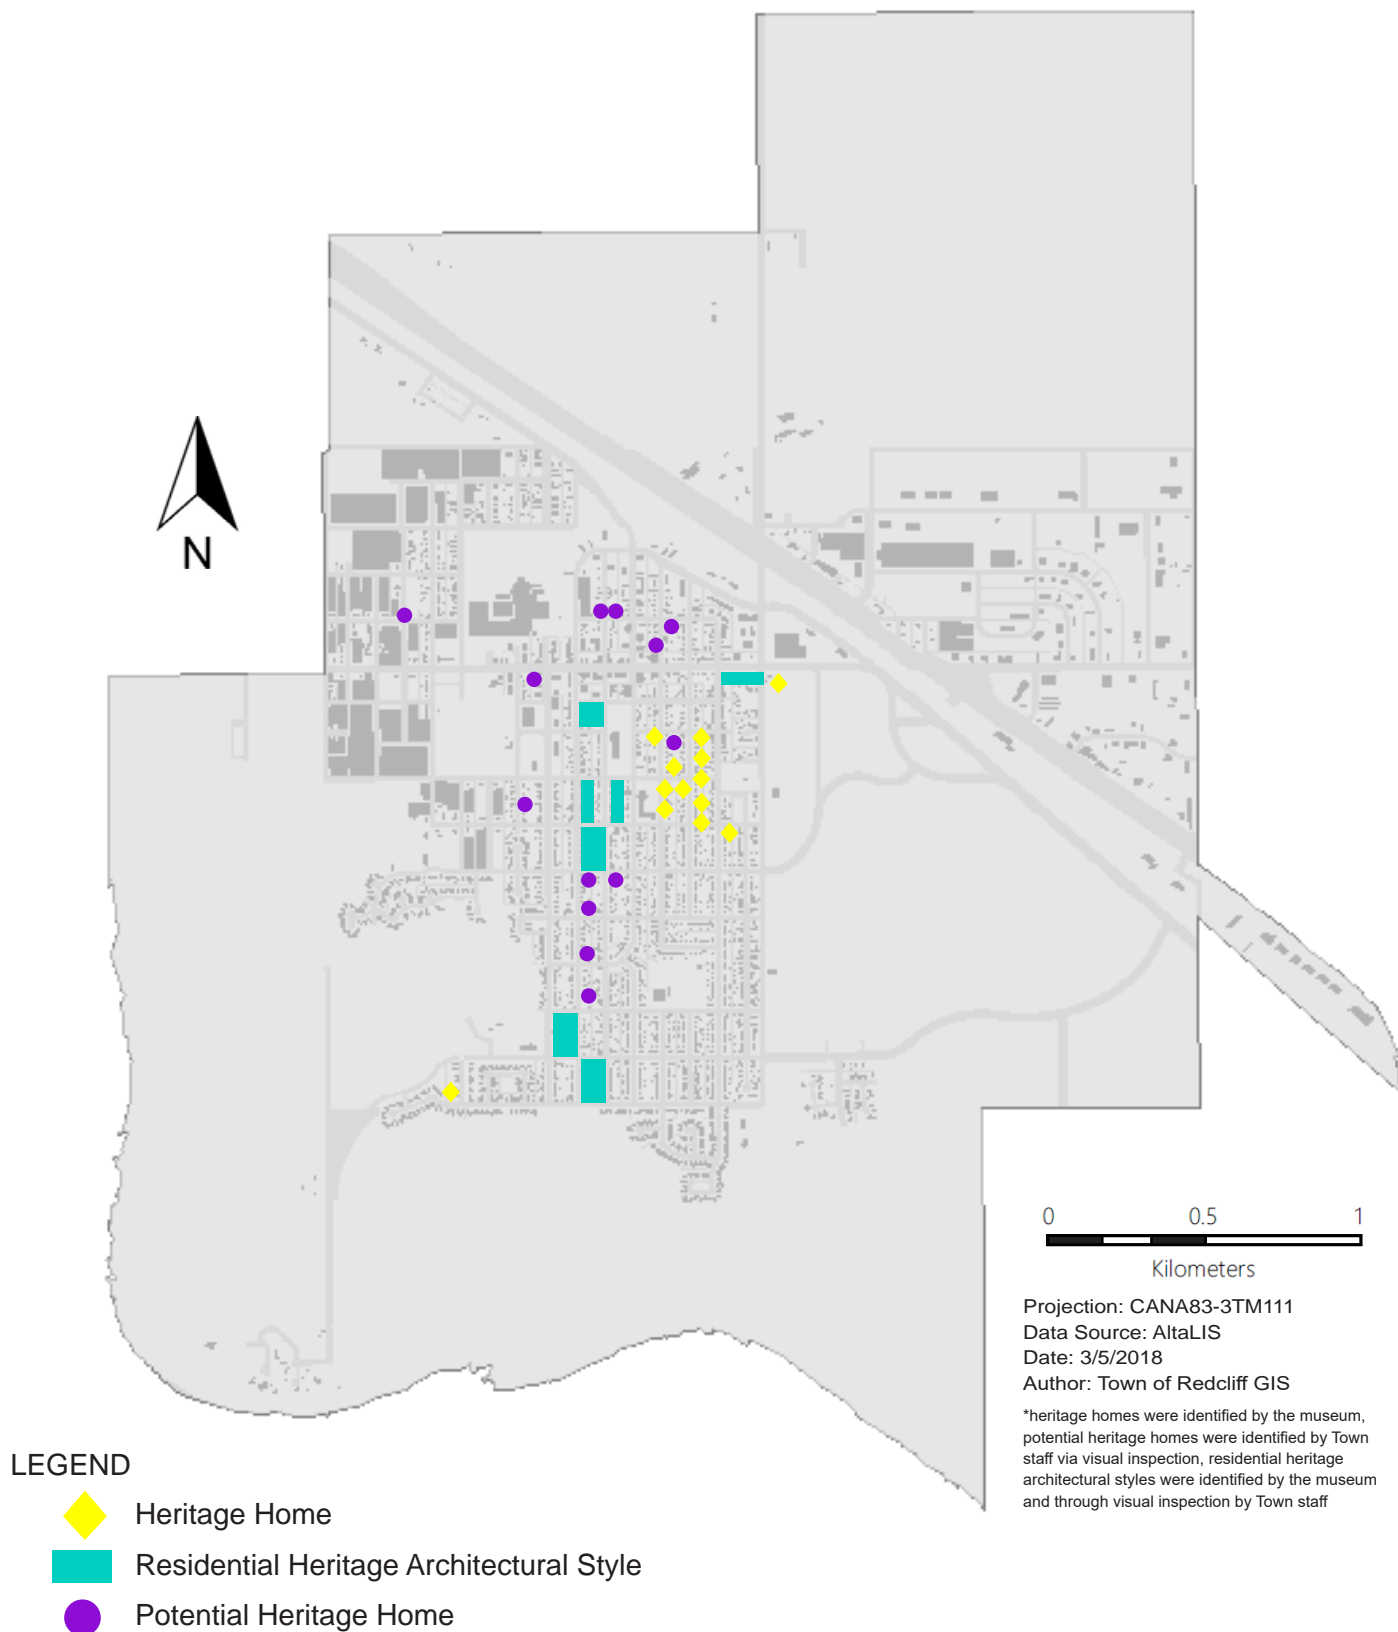 N
0 0.5 1
Kilometers
Projection: CANA83-3TM111
Data Source: AltaLIS
Date: 3/5/2018
Author: Town of Redcliff GIS
*heritage homes were identified by the museum,
potential heritage homes were identified by Town
staff via visual inspection, residential heritage
architectural styles were identified by the museum
and through visual inspection by Town staff
LEGEND
Heritage Home
Residential Heritage Architectural Style
Potential Heritage Home